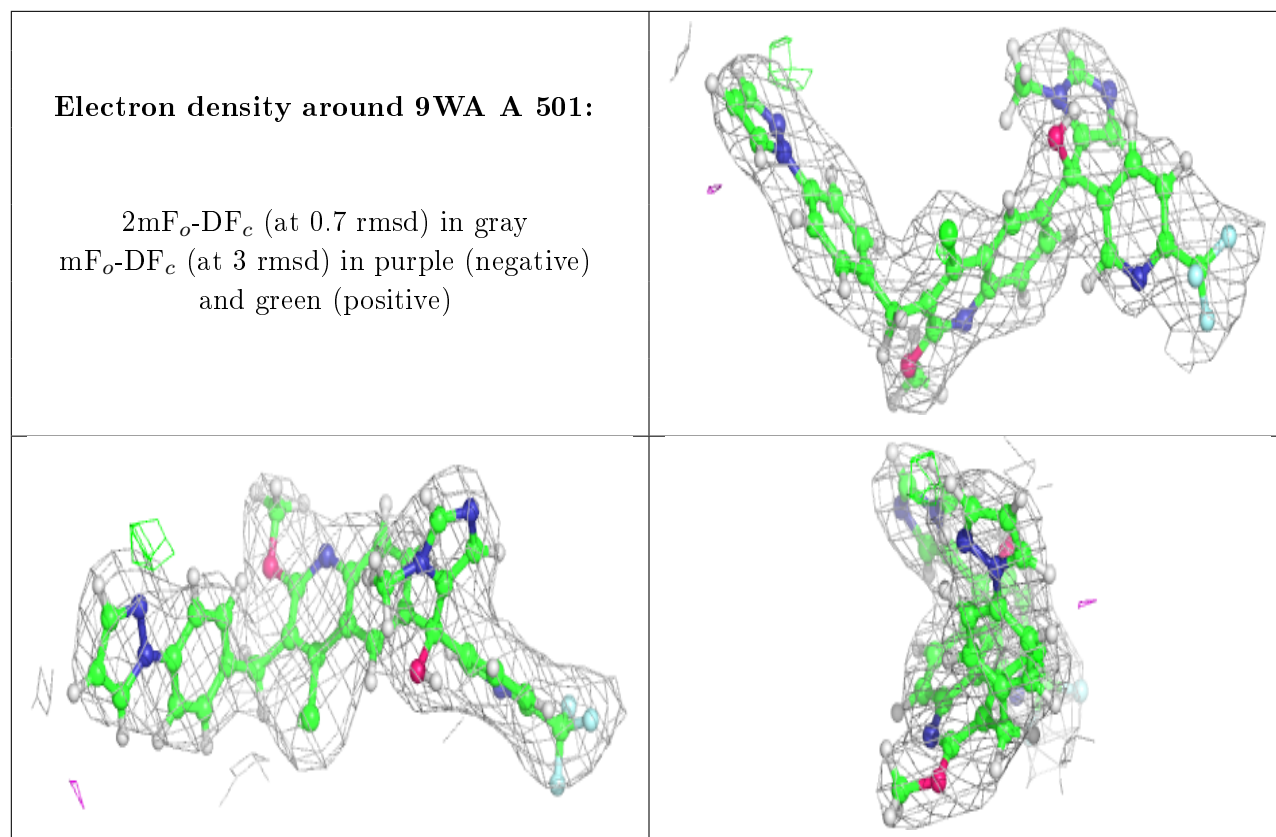 Electron density around 9WA A 501:
2mFₒ-DF𝒸 (at 0.7 rmsd) in gray
mFₒ-DF𝒸 (at 3 rmsd) in purple (negative)
and green (positive)